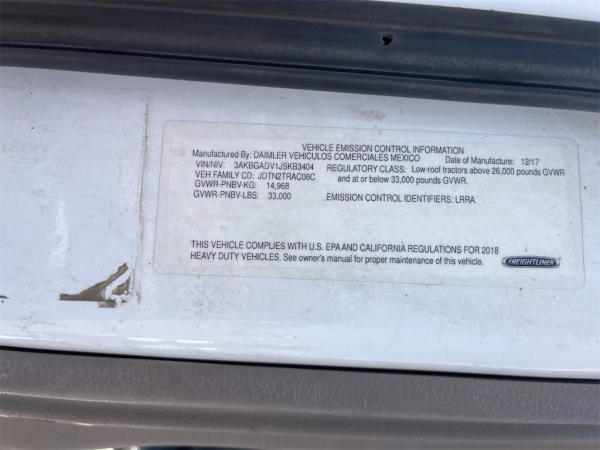 VEHICLE EMISSION CONTROL INFORMATION
Manufactured By: DAIMLER VEHICULOS COMERCIALES MEXICO Date of Manufacture: 12/17
VIN/NIV: 3AKBGADV1JSKB3404 REGULATORY CLASS: Low-roof tractors above 26,000 pounds GVWR
VEH FAMILY CD: JDTN2TRAC06C and at or below 33,000 pounds GVWR.
GVWR-PNBV-KG: 14,968
GVWR-PNBV-LBS: 33,000 EMISSION CONTROL IDENTIFIERS: LRRA
THIS VEHICLE COMPLIES WITH U.S. EPA AND CALIFORNIA REGULATIONS FOR 2018
HEAVY DUTY VEHICLES. See owner's manual for proper maintenance of this vehicle.
FREIGHTLINER